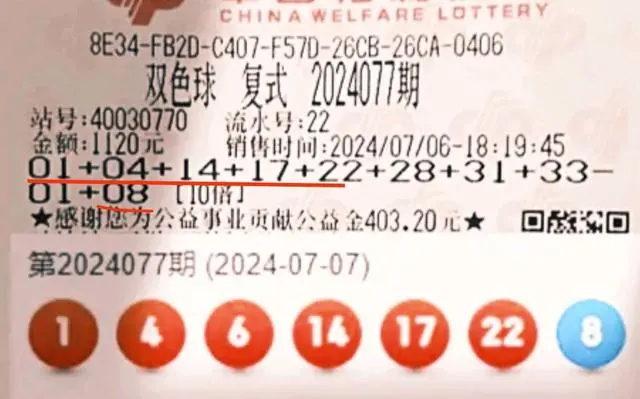 CHINA WELFARE LOTTERY
8E34-FB2D-C407-F57D-26CB-26CA-0406
双色球 复式 2024077期
站号:40030770 流水号:22
金额:1120元 销售时间:2024/07/06-18:19:45
01+04+14+17+22+28+31+33-
01+08 [10倍]
★感谢您为公益事业贡献公益金403.20元★
第2024077期 (2024-07-07)
1 4 6 14 17 22 8